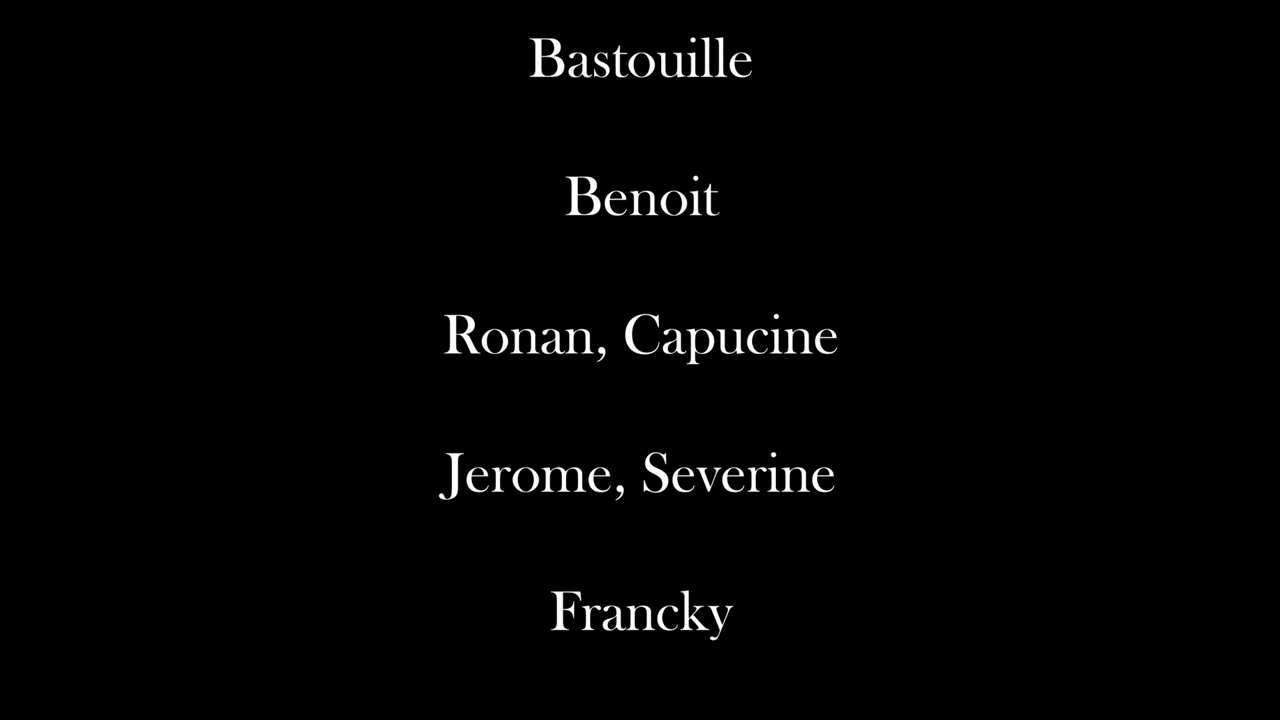 Bastouille
Benoit
Ronan, Capucine
Jerome, Severine
Francky